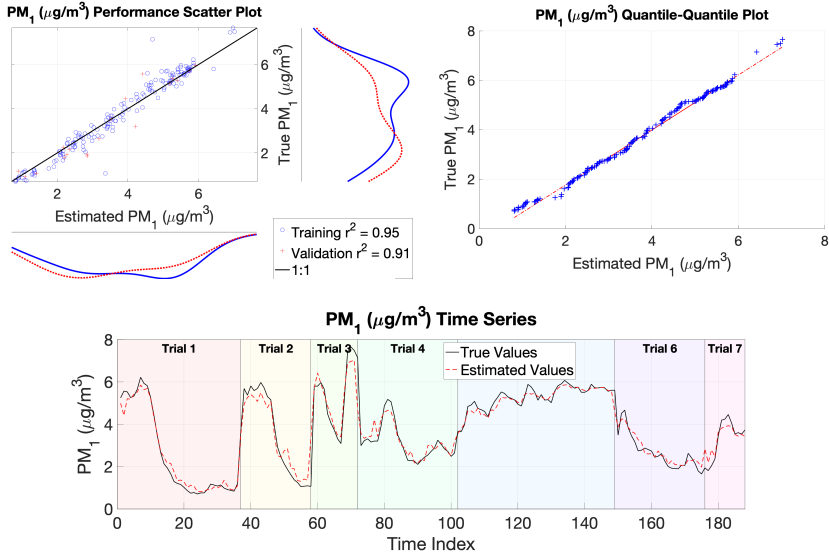 PM₁ (μg/m³) Performance Scatter Plot
6
4
2
True PM₁ (μg/m³)
2 4 6
Estimated PM₁ (μg/m³)
Training r² = 0.95
Validation r² = 0.91
1:1
PM₁ (μg/m³) Quantile-Quantile Plot
8
6
4
2
0
True PM₁ (μg/m³)
0 2 4 6 8
Estimated PM₁ (μg/m³)
PM₁ (μg/m³) Time Series
Trial 1 Trial 2 Trial 3 Trial 4 Trial 6 Trial 7
True Values
Estimated Values
8
6
4
2
0
PM₁ (μg/m³)
0 20 40 60 80 100 120 140 160 180
Time Index